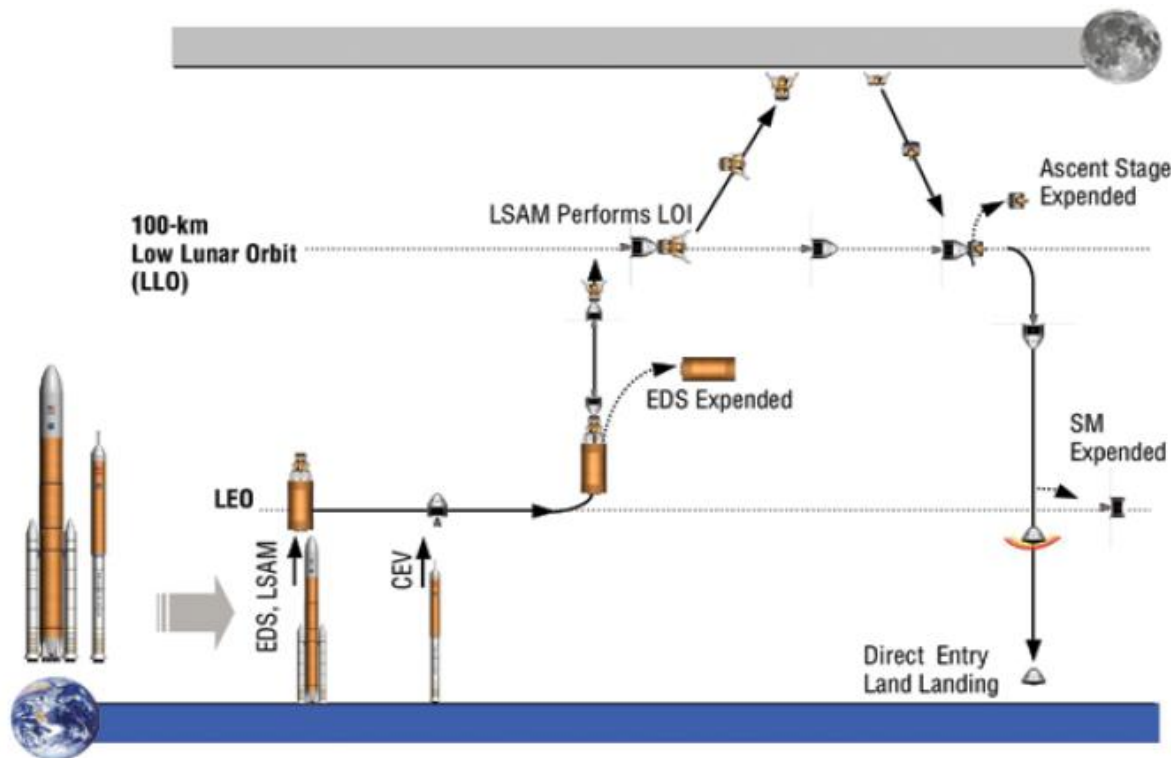 Ascent Stage
Expended
LSAM Performs LOI
100-km
Low Lunar Orbit
(LLO)
EDS Expended
SM
Expended
LEO
EDS, LSAM
CEV
Direct Entry
Land Landing